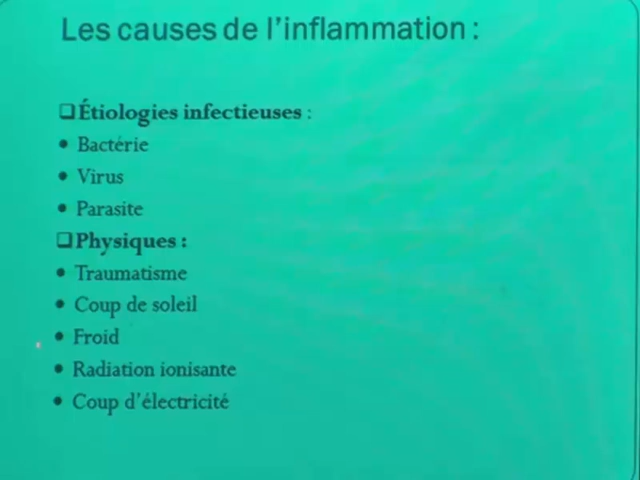 Les causes de l'inflammation :
❑Étiologies infectieuses :
• Bactérie
• Virus
• Parasite
❑Physiques :
• Traumatisme
• Coup de soleil
• Froid
• Radiation ionisante
• Coup d'électricité